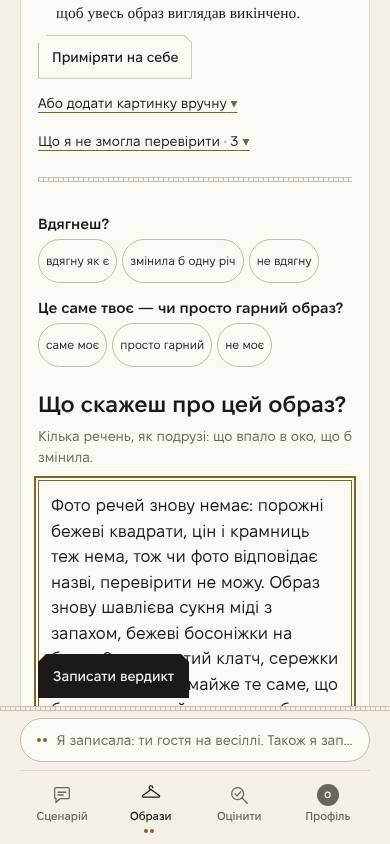 щоб увесь образ виглядав викінчено.
Приміряти на себе
Або додати картинку вручну ▾
Що я не змогла перевірити · 3 ▾
Вдягнеш?
вдягну як є
змінила б одну річ
не вдягну
Це саме твоє — чи просто гарний образ?
саме моє
просто гарний
не моє
Що скажеш про цей образ?
Кілька речень, як подрузі: що впало в око, що б
змінила.
Фото речей знову немає: порожні
бежеві квадрати, цін і крамниць
теж нема, тож чи фото відповідає
назві, перевірити не можу. Образ
знову шавлієва сукня міді з
запахом, бежеві босоніжки на
клатч, сережки
майже те саме, що
Записати вердикт
Я записала: ти гостя на весіллі. Також я зап...
Сценарій
Образи
Оцінити
О
Профіль